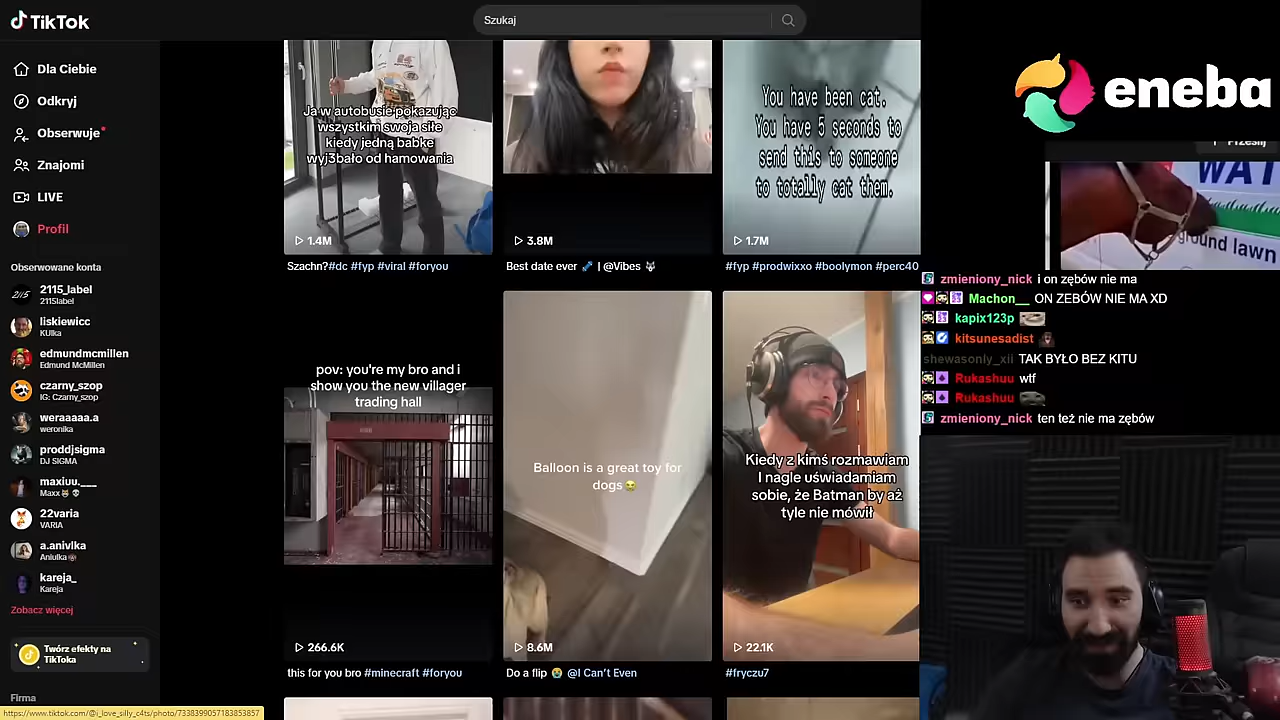 TikTok
Szukaj
Dla Ciebie
Odkryj
Obserwuje
Znajomi
LIVE
Profil
Obserwowane konta
2115_label
2115label
liskiewicc
KUlka
edmundmcmillen
Edmund McMillen
czarny_szop
IG: Czarny_szop
weraaaaa.a
weronika
proddjsigma
DJ SIGMA
maxiuu.___
Maxx
22varia
VARIA
a.anivlka
Aniulka
kareja_
Kareja
Zobacz więcej
Twórz efekty na
TikToka
Firma
https://www.tiktok.com/@i_love_silly_c4ts/photo/7338399057183853857
Ja w autobusie pokazując
wszystkim swoja siłe
kiedy jedną babke
wyj3bało od hamowania
1.4M
Szachn?#dc #fyp #viral #foryou
3.8M
Best date ever | @Vibes
You have been cat.
You have 5 seconds to
send this to someone
to totally cat them.
1.7M
#fyp #prodwixxo #boolymon #perc40
pov: you're my bro and i
show you the new villager
trading hall
266.6K
this for you bro #minecraft #foryou
Balloon is a great toy for
dogs😭
8.6M
Do a flip 😭 @I Can't Even
Kiedy z kimś rozmawiam
I nagle uświadamiam
sobie, że Batman by aż
tyle nie mówił
22.1K
#fryczu7
eneba
Prześlij
WAT
ground lawn
zmieniony_nick i on zębów nie ma
Machon__ ON ZEBÓW NIE MA XD
kapix123p
kitsunesadist
shewasonly_xii TAK BYŁO BEZ KITU
Rukashuu wtf
Rukashuu
zmieniony_nick ten też nie ma zębów